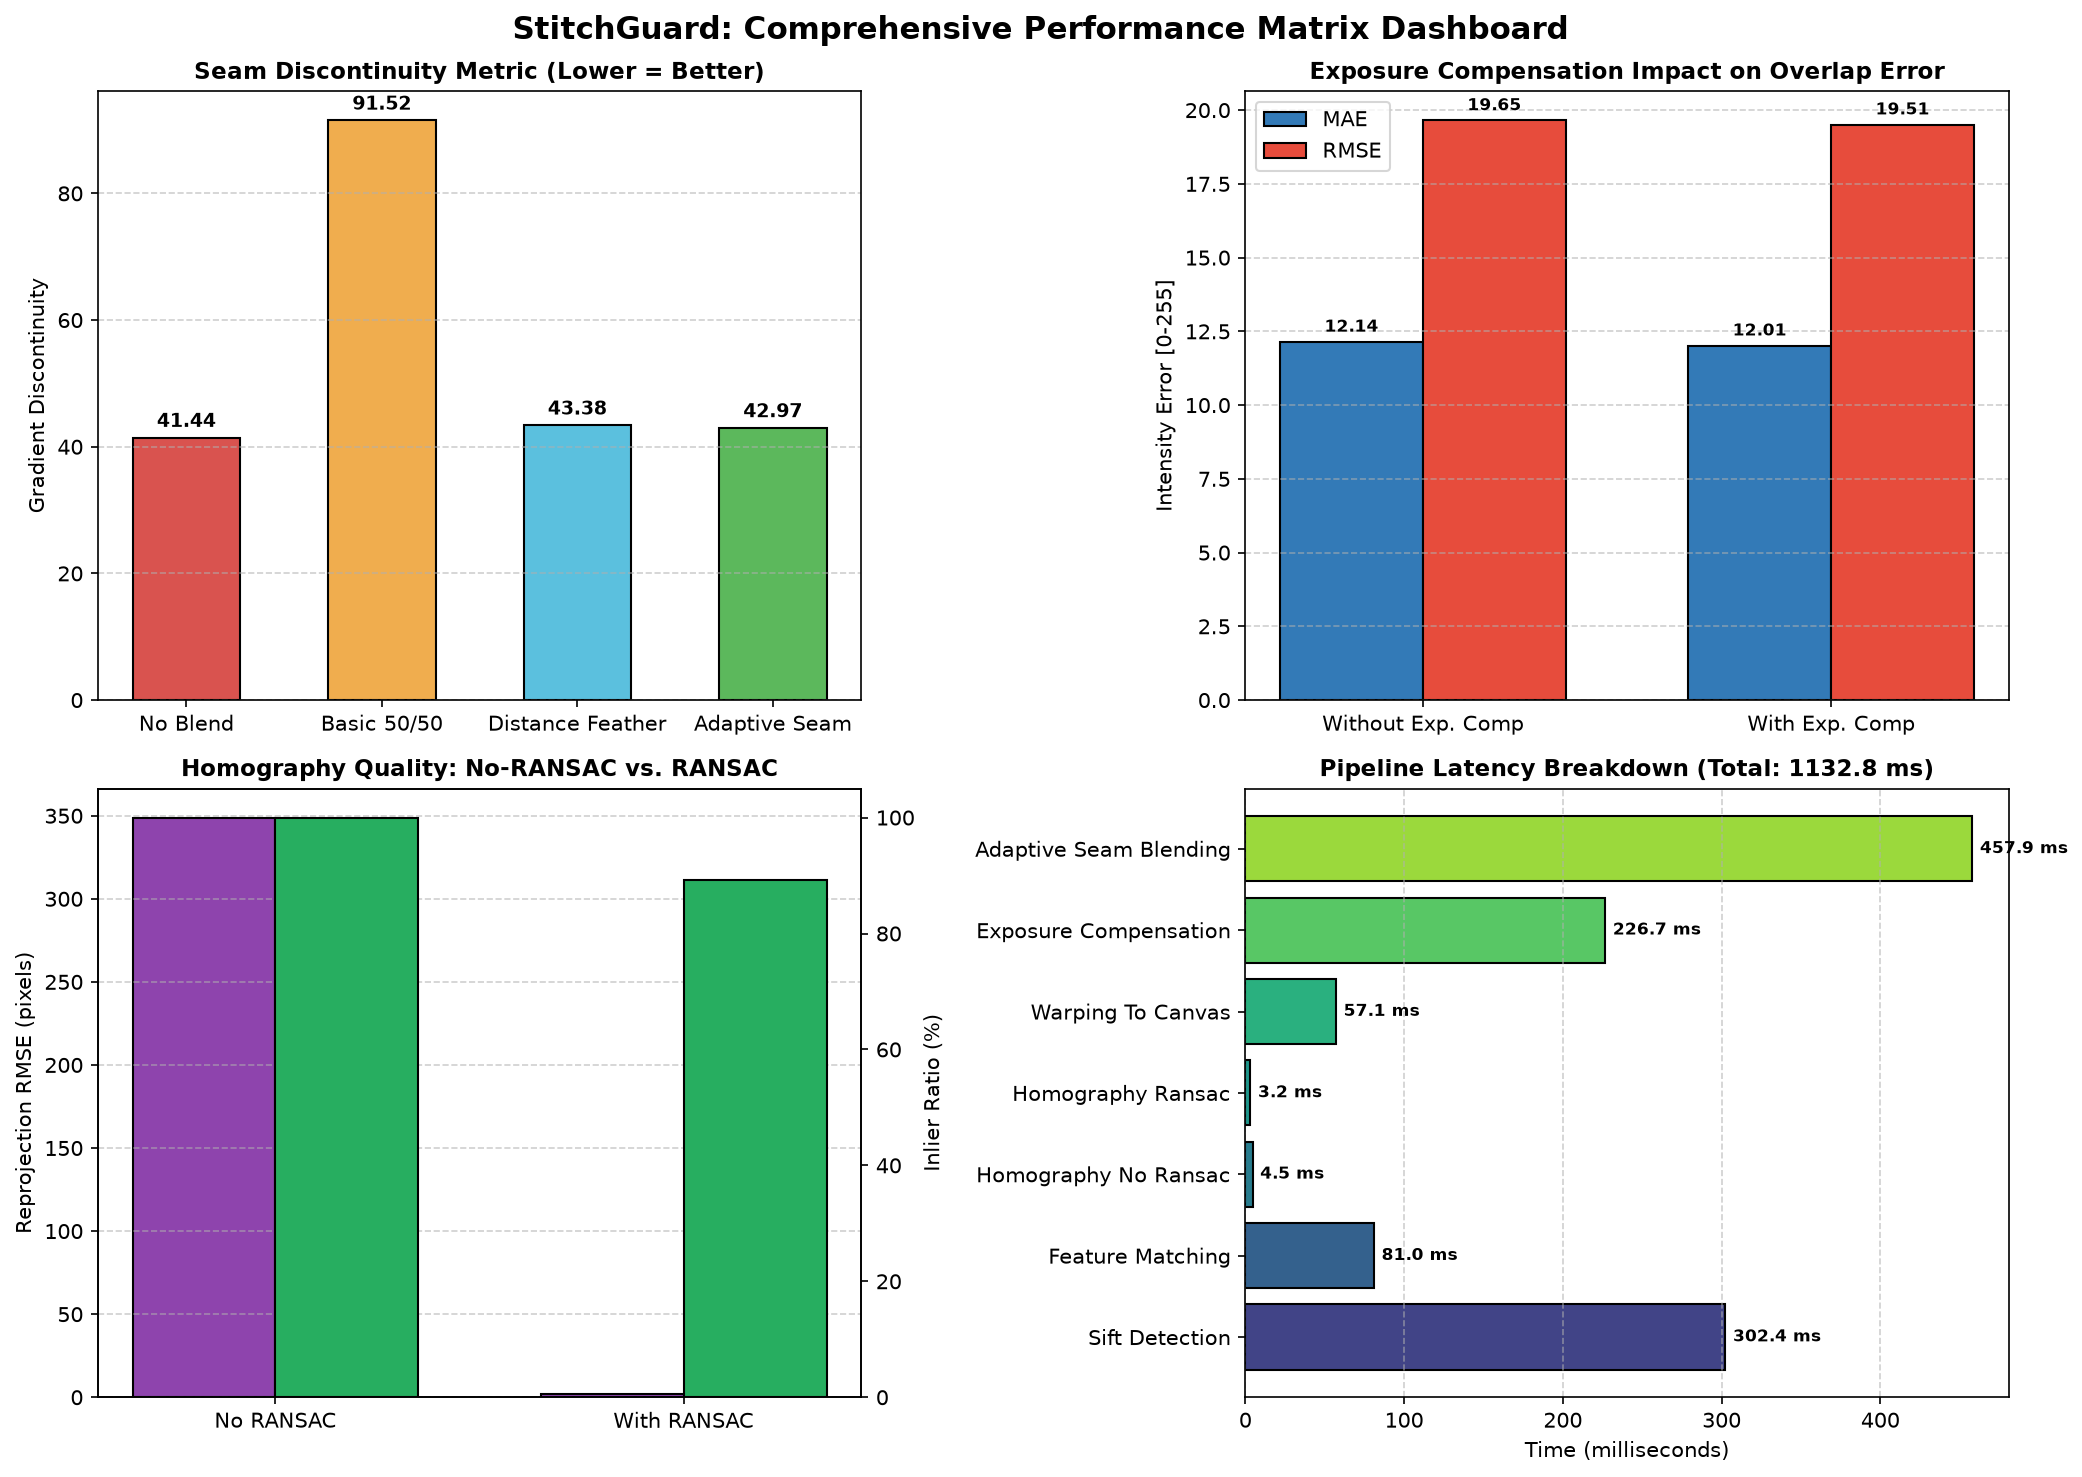 StitchGuard: Comprehensive Performance Matrix Dashboard
Seam Discontinuity Metric (Lower = Better)
Gradient Discontinuity
80
60
40
20
0
41.44
91.52
43.38
42.97
No Blend
Basic 50/50
Distance Feather
Adaptive Seam
Exposure Compensation Impact on Overlap Error
Intensity Error [0-255]
20.0
17.5
15.0
12.5
10.0
7.5
5.0
2.5
0.0
MAE
RMSE
12.14
19.65
12.01
19.51
Without Exp. Comp
With Exp. Comp
Homography Quality: No-RANSAC vs. RANSAC
Reprojection RMSE (pixels)
350
300
250
200
150
100
50
0
No RANSAC
With RANSAC
100
80
60
40
20
0
Inlier Ratio (%)
Pipeline Latency Breakdown (Total: 1132.8 ms)
Adaptive Seam Blending
457.9 ms
Exposure Compensation
226.7 ms
Warping To Canvas
57.1 ms
Homography Ransac
3.2 ms
Homography No Ransac
4.5 ms
Feature Matching
81.0 ms
Sift Detection
302.4 ms
0
100
200
300
400
Time (milliseconds)